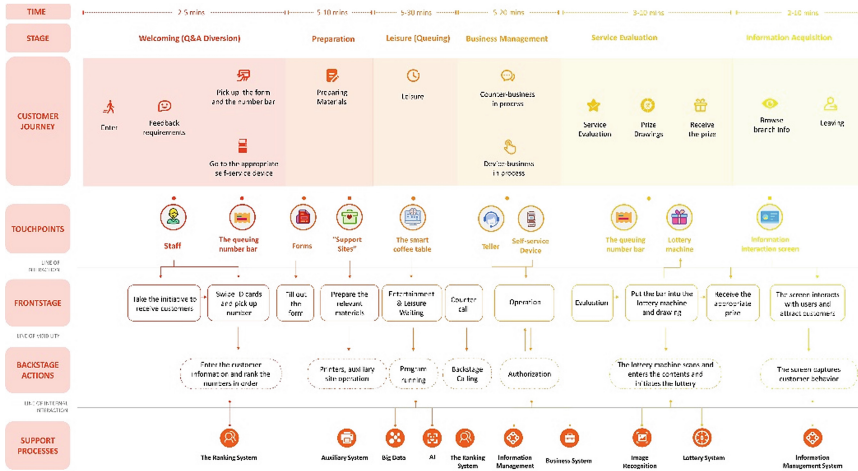 TIME
2-5 mins
5-10 mins
5-30 mins
5-20 mins
3-10 mins
2-10 mins
STAGE
Welcoming (Q&A Diversion)
Preparation
Leisure (Queuing)
Business Management
Service Evaluation
Information Acquisition
CUSTOMER
JOURNEY
Enter
Feedback
requirements
Pick up the form
and the number bar
Go to the appropriate
self-service device
Preparing
Materials
Leisure
Counter-business
in process
Device-business
in process
Service
Evaluation
Prize
Drawings
Receive
the prize
Browse
branch info
Leaving
TOUCHPOINTS
Staff
The queuing
number bar
Forms
"Support
Sites"
The smart
coffee table
Teller
Self-service
Device
The queuing
number bar
Lottery
machine
Information
Interaction screen
LINE OF
INTERACTION
FRONTSTAGE
Take the initiative to
receive customers
Swipe ID cards
and pick up
number
Fill out
the
form
Prepare the
relevant
materials
Entertainment
& Leisure
Waiting
Counter
call
Operation
Evaluation
Put the bar into the
lottery machine
and drawing
Receive the
appropriate
prize
The screen interacts
with users and
attract customers
LINE OF VISIBILITY
BACKSTAGE
ACTIONS
Enter the customer
information and rank the
numbers in order
Printers, auxiliary
site operation
Program
running
Backstage
Calling
Authorization
The lottery machine scans and
enters the contents and
initiates the lottery
The screen captures
customer behavior
LINE OF INTERNAL
INTERACTION
SUPPORT
PROCESSES
The Ranking System
Auxiliary System
Big Data
AI
The Ranking
System
Information
Management
Business System
Image
Recognition
Lottery System
Information
Management System